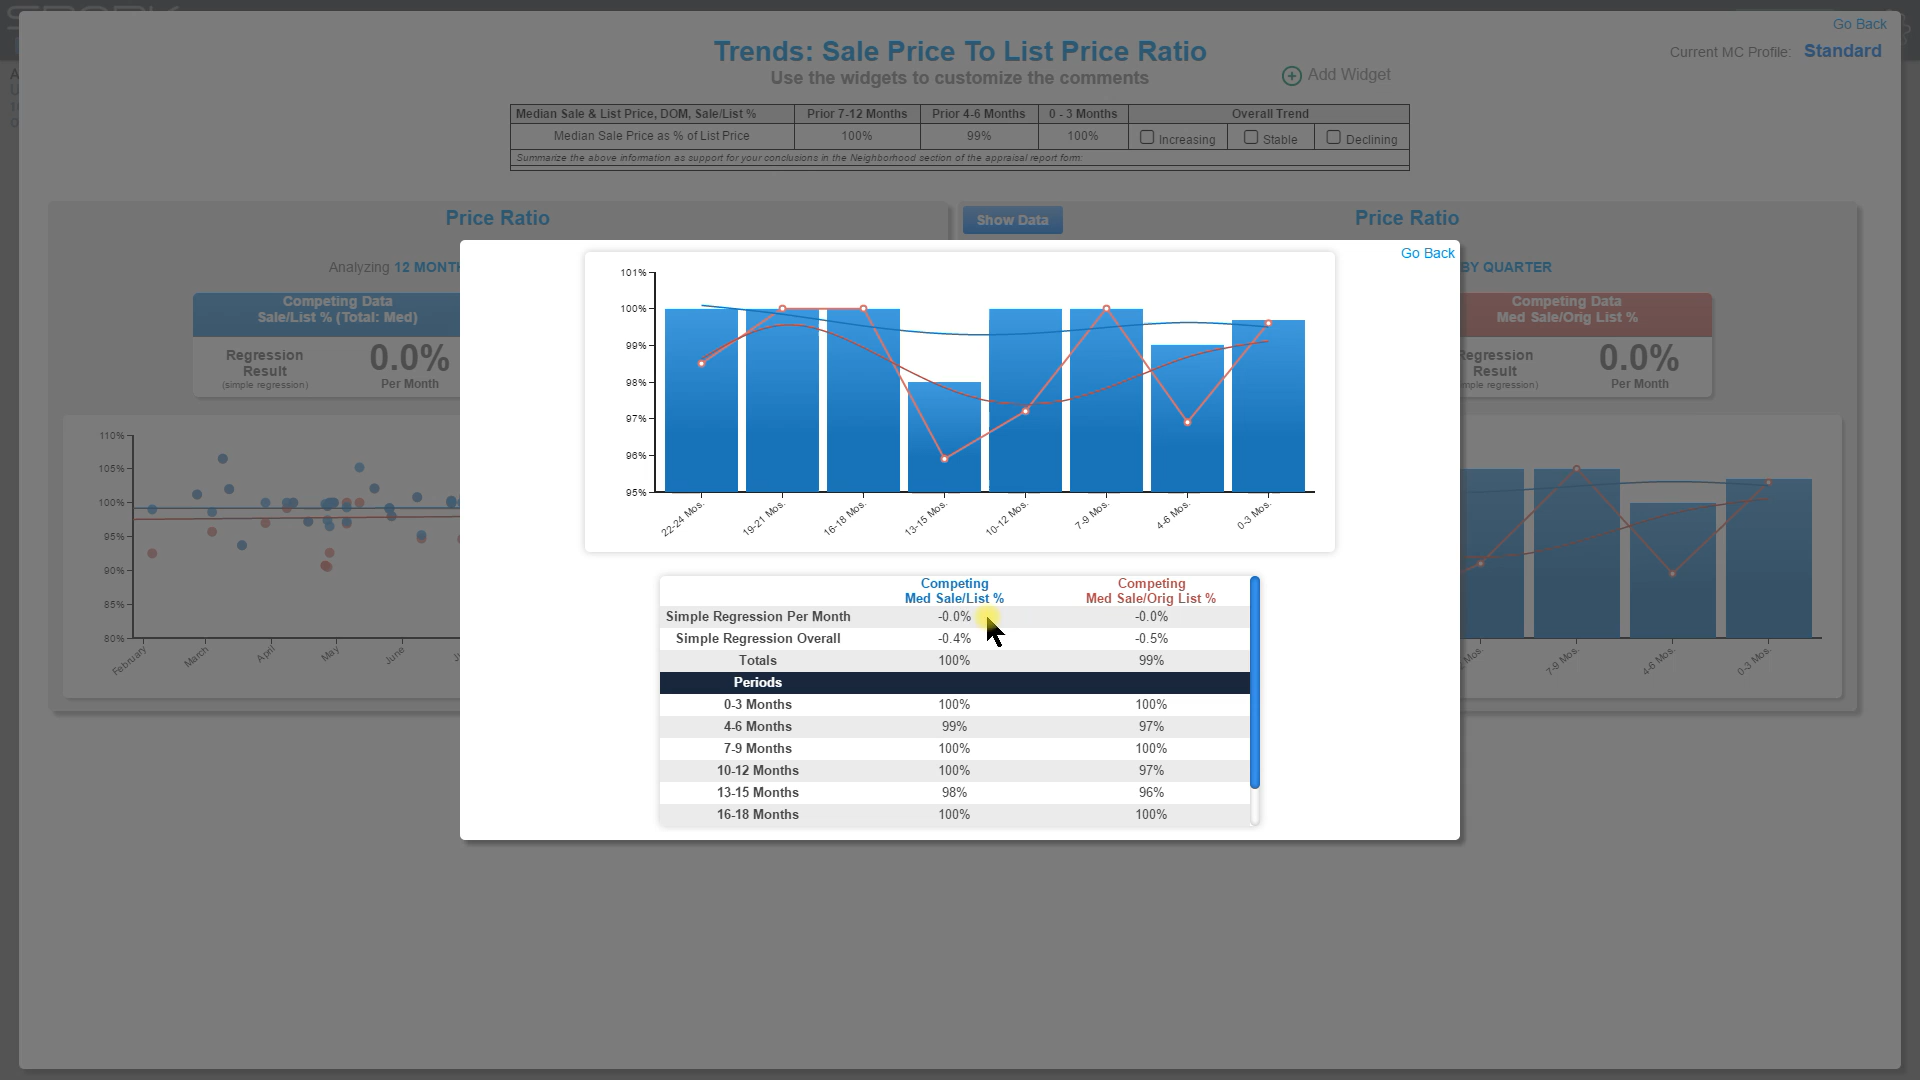 Go Back
Trends: Sale Price To List Price Ratio
Current MC Profile: Standard
Use the widgets to customize the comments
Add Widget
Median Sale & List Price, DOM, Sale/List % Prior 7-12 Months Prior 4-6 Months 0 - 3 Months Overall Trend
Median Sale Price as % of List Price 100% 99% 100% Increasing Stable Declining
Summarize the above information as support for your conclusions in the Neighborhood section of the appraisal report form:
Price Ratio
Show Data
Price Ratio
Go Back
Analyzing 12 MONTH
BY QUARTER
Competing Data
Sale/List % (Total: Med)
Regression
Result
(simple regression)
0.0%
Per Month
Competing Data
Med Sale/Orig List %
Regression
Result
regression)
0.0%
Per Month
110%
105%
100%
95%
90%
85%
80%
February
March
April
May
June
101%
100%
99%
98%
97%
96%
95%
22-24 Mos.
19-21 Mos.
16-18 Mos.
13-15 Mos.
10-12 Mos.
7-9 Mos.
4-6 Mos.
0-3 Mos.
Mos.
7-9 Mos.
4-6 Mos.
0-3 Mos.
Competing Competing
Med Sale/List % Med Sale/Orig List %
Simple Regression Per Month -0.0% -0.0%
Simple Regression Overall -0.4% -0.5%
Totals 100% 99%
Periods
0-3 Months 100% 100%
4-6 Months 99% 97%
7-9 Months 100% 100%
10-12 Months 100% 97%
13-15 Months 98% 96%
16-18 Months 100% 100%